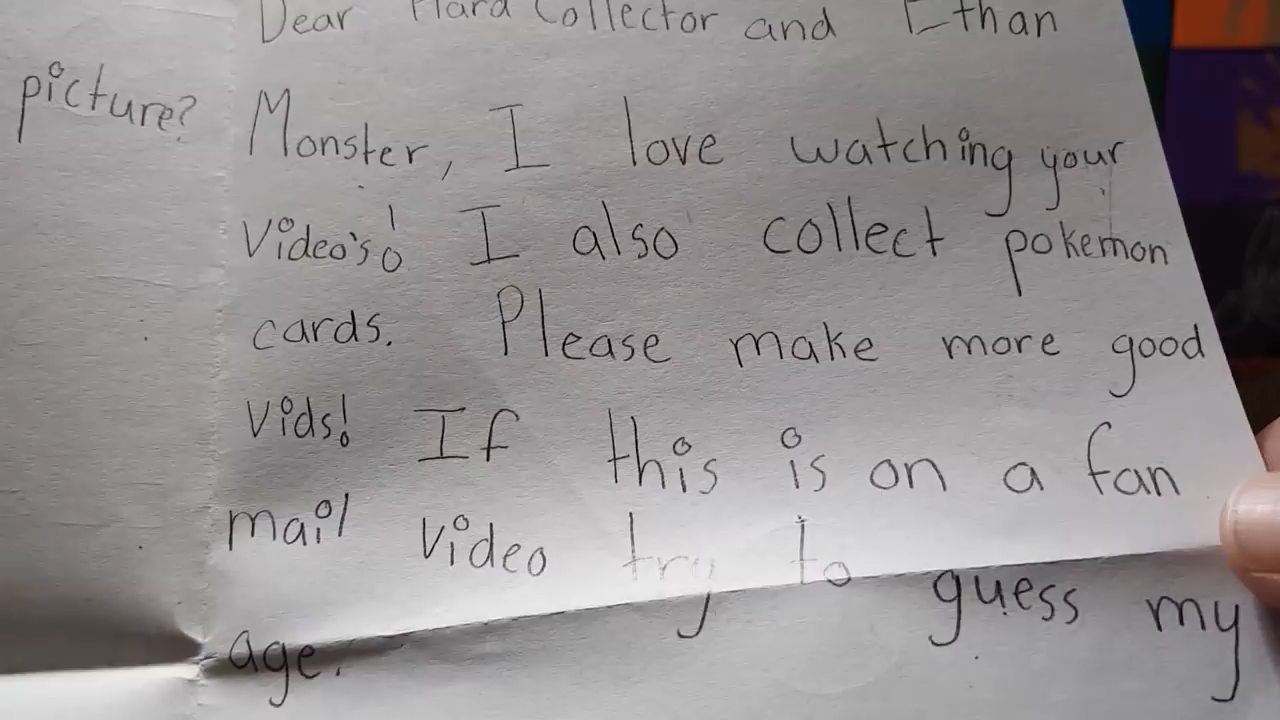 picture?
Dear Hard Collector and Ethan
Monster, I love watching your
Video's! I also collect pokemon
cards. Please make more good
Vids! If this is on a fan
mail Video try to guess my
age.